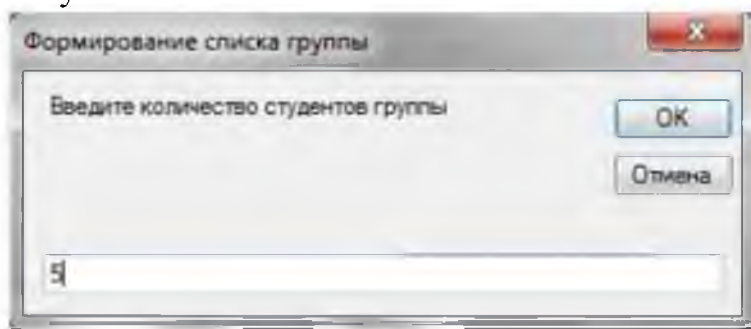 Формирование списка группы
Введите количество студентов группы
OK
Отмена
5